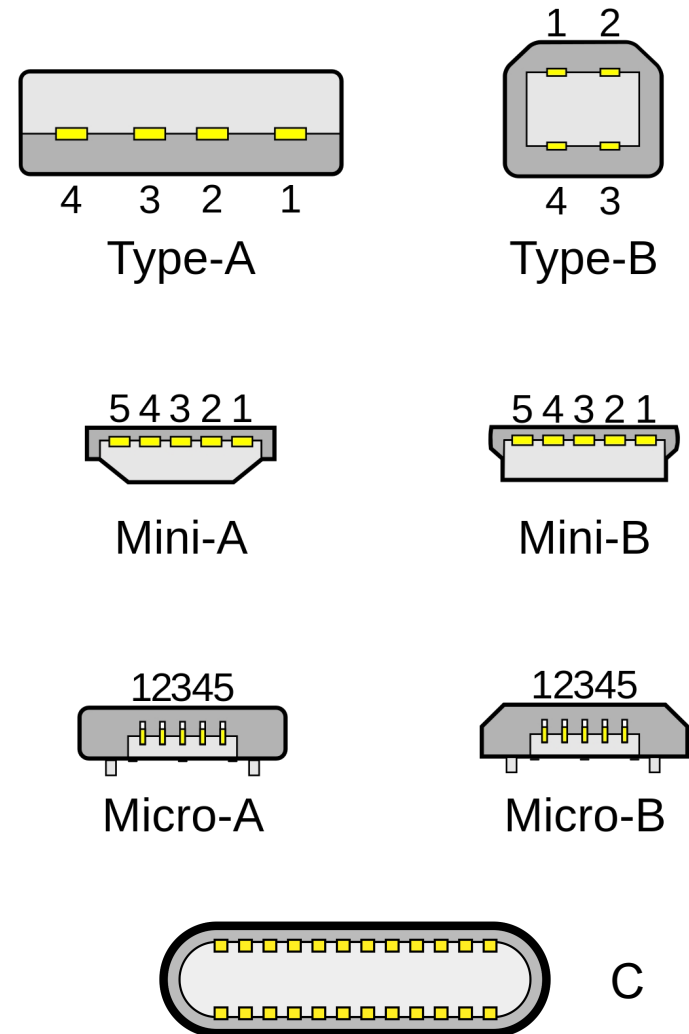 1 2
4 3 2 1
4 3
Type-A
Type-B
5 4 3 2 1
5 4 3 2 1
Mini-A
Mini-B
12345
12345
Micro-A
Micro-B
C